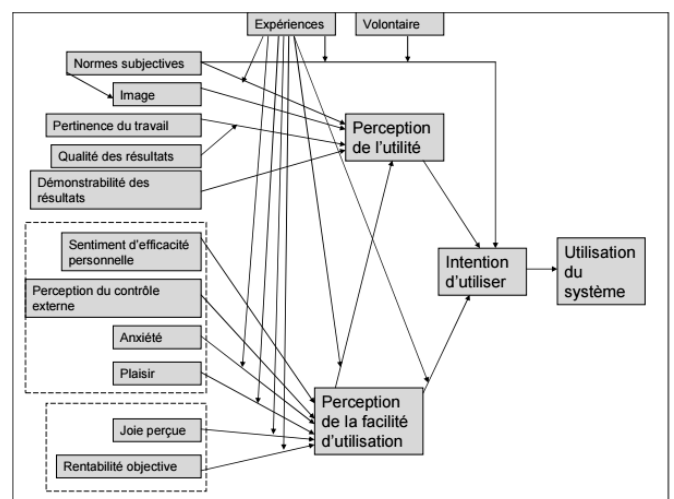 Expériences
Volontaire
Normes subjectives
Image
Pertinence du travail
Qualité des résultats
Démonstrabilité des
résultats
Perception
de l'utilité
Sentiment d'efficacité
personnelle
Perception du contrôle
externe
Anxiété
Plaisir
Intention
d'utiliser
Utilisation
du
système
Perception
de la facilité
d'utilisation
Joie perçue
Rentabilité objective